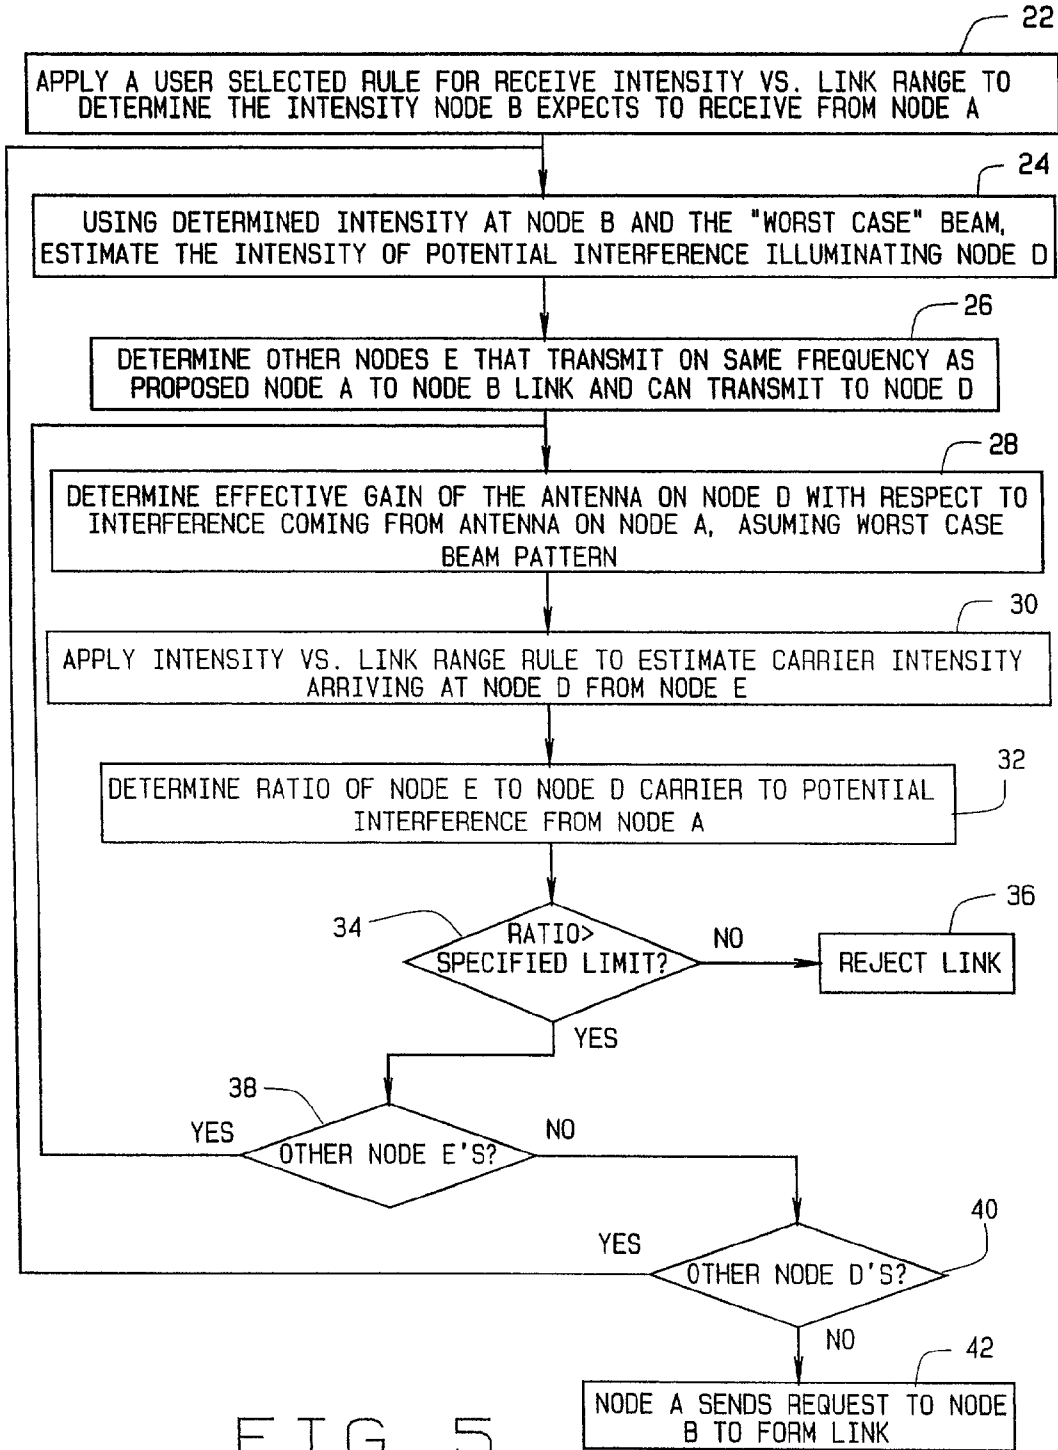 22
APPLY A USER SELECTED RULE FOR RECEIVE INTENSITY VS. LINK RANGE TO
DETERMINE THE INTENSITY NODE B EXPECTS TO RECEIVE FROM NODE A
24
USING DETERMINED INTENSITY AT NODE B AND THE "WORST CASE" BEAM,
ESTIMATE THE INTENSITY OF POTENTIAL INTERFERENCE ILLUMINATING NODE D
26
DETERMINE OTHER NODES E THAT TRANSMIT ON SAME FREQUENCY AS
PROPOSED NODE A TO NODE B LINK AND CAN TRANSMIT TO NODE D
28
DETERMINE EFFECTIVE GAIN OF THE ANTENNA ON NODE D WITH RESPECT TO
INTERFERENCE COMING FROM ANTENNA ON NODE A, ASUMING WORST CASE
BEAM PATTERN
30
APPLY INTENSITY VS. LINK RANGE RULE TO ESTIMATE CARRIER INTENSITY
ARRIVING AT NODE D FROM NODE E
32
DETERMINE RATIO OF NODE E TO NODE D CARRIER TO POTENTIAL
INTERFERENCE FROM NODE A
34
RATIO>
SPECIFIED LIMIT?
NO
36
REJECT LINK
YES
38
YES
OTHER NODE E'S?
NO
40
YES
OTHER NODE D'S?
NO
42
NODE A SENDS REQUEST TO NODE
B TO FORM LINK
FIG 5